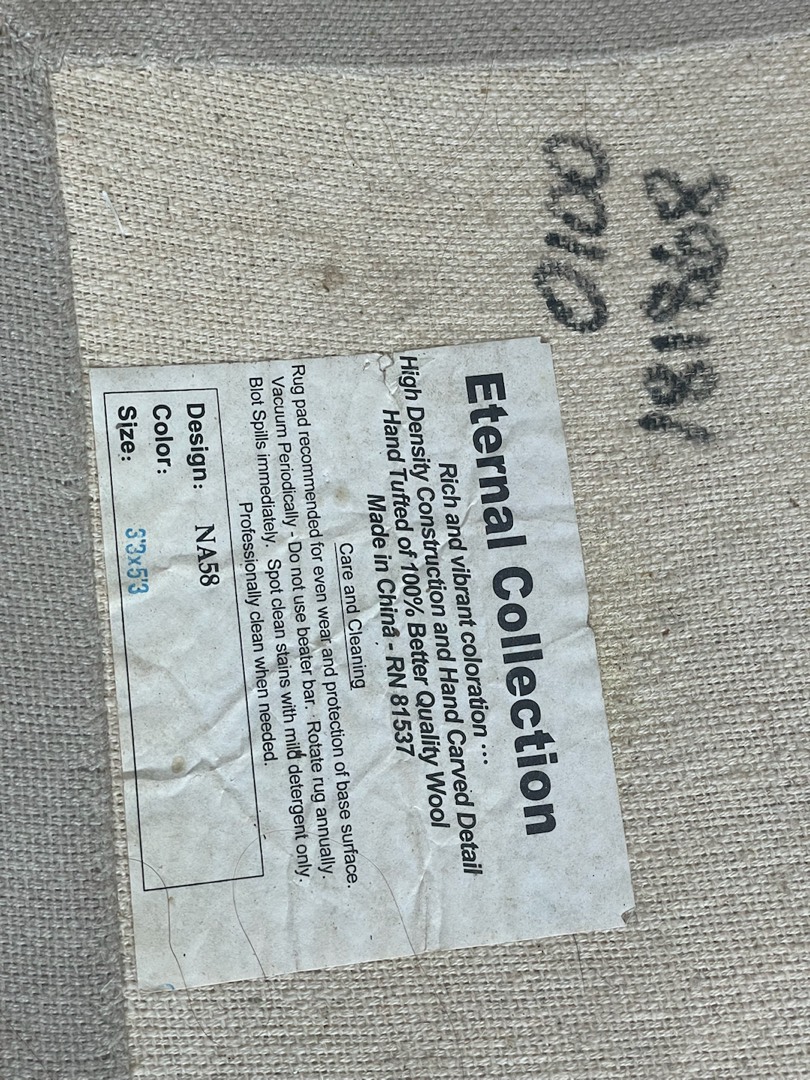 0010
Eternal Collection
Rich and vibrant coloration ...
High Density Construction and Hand Carved Detail
Hand Tufted of 100% Better Quality Wool
Made in China - RN 81537
Care and Cleaning
Rug pad recommended for even wear and protection of base surface.
Vacuum Periodically - Do not use beater bar. Rotate rug annually.
Blot Spills immediately. Spot clean stains with mild detergent only.
Professionally clean when needed.
Design: NA58
Color:
Size: 3'3x5'3